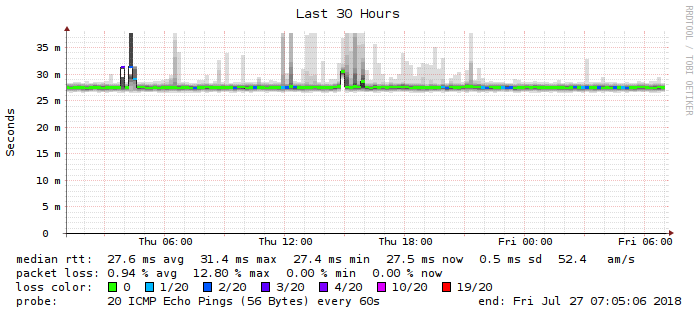 Last 30 Hours
RRDTOOL / TOBI OETIKER
Seconds
35 m
30 m
25 m
20 m
15 m
10 m
5 m
0
Thu 06:00 Thu 12:00 Thu 18:00 Fri 00:00 Fri 06:00
median rtt: 27.6 ms avg 31.4 ms max 27.4 ms min 27.5 ms now 0.5 ms sd 52.4 am/s
packet loss: 0.94 % avg 12.80 % max 0.00 % min 0.00 % now
loss color: 0 1/20 2/20 3/20 4/20 10/20 19/20
probe: 20 ICMP Echo Pings (56 Bytes) every 60s end: Fri Jul 27 07:05:06 2018